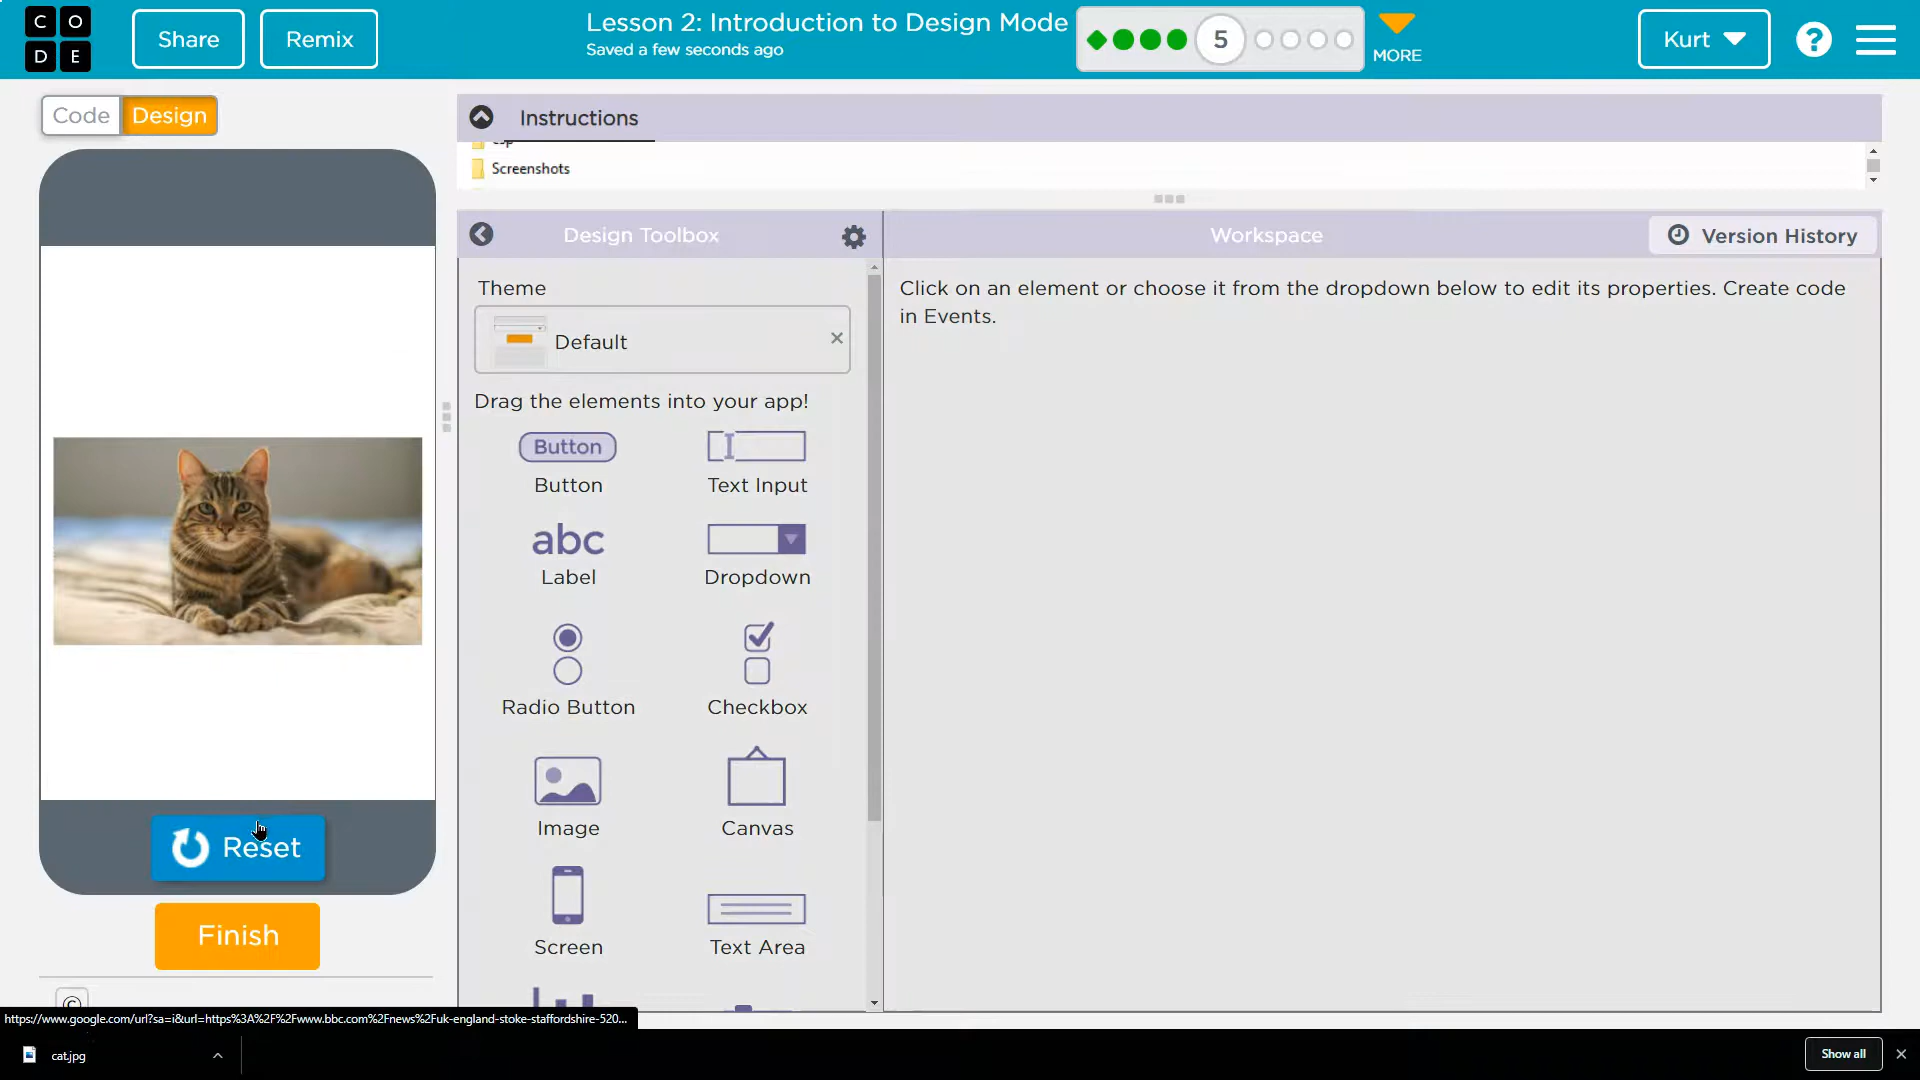 CO
DE
Share
Remix
Lesson 2: Introduction to Design Mode
Saved a few seconds ago
5
MORE
Kurt
?
Code
Design
Instructions
csp
Screenshots
Design Toolbox
Workspace
Version History
Theme
Default
×
Drag the elements into your app!
Button
Button
Text Input
abc
Label
Dropdown
Radio Button
Checkbox
Image
Canvas
Screen
Text Area
Click on an element or choose it from the dropdown below to edit its properties. Create code
in Events.
Reset
Finish
©
https://www.google.com/url?sa=i&url=https%3A%2F%2Fwww.bbc.com%2Fnews%2Fuk-england-stoke-staffordshire-520...
cat.jpg
Show all